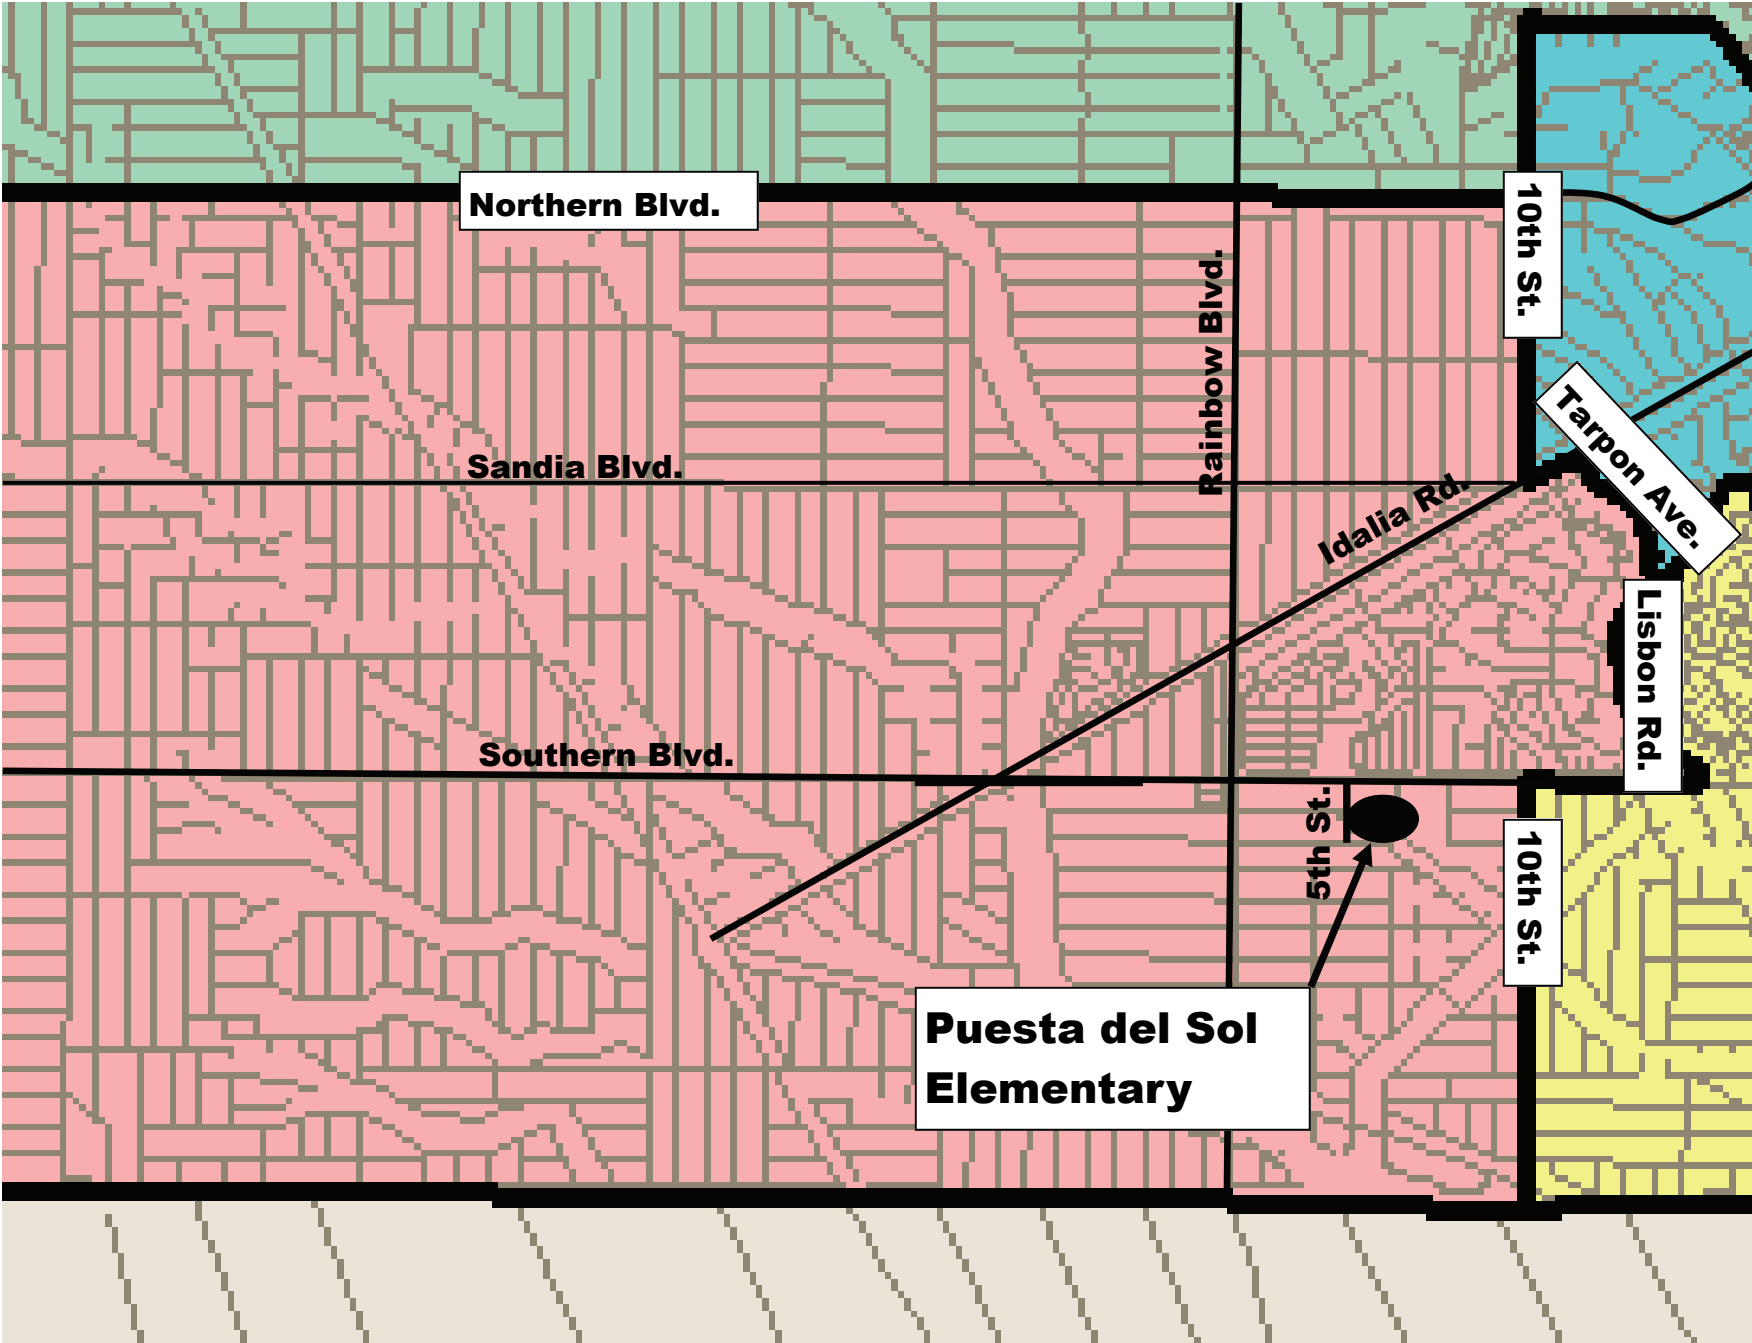 Northern Blvd.
10th St.
Rainbow Blvd.
Tarpon Ave.
Sandia Blvd.
Idalia Rd.
Lisbon Rd.
Southern Blvd.
5th St.
10th St.
Puesta del Sol
Elementary